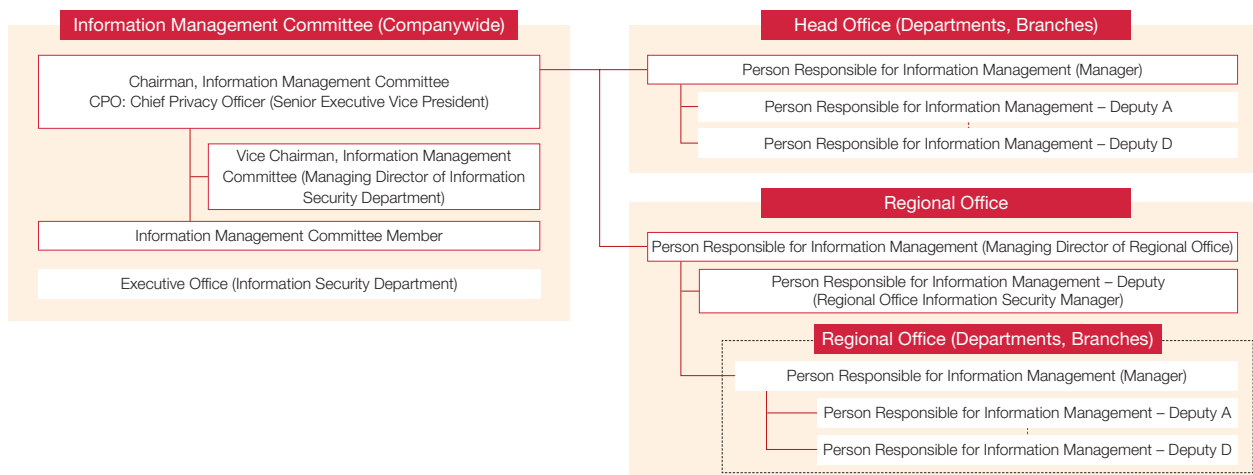 Information Management Committee (Companywide)
Chairman, Information Management Committee
CPO: Chief Privacy Officer (Senior Executive Vice President)
Vice Chairman, Information Management
Committee (Managing Director of Information
Security Department)
Information Management Committee Member
Executive Office (Information Security Department)
Head Office (Departments, Branches)
Person Responsible for Information Management (Manager)
Person Responsible for Information Management – Deputy A
Person Responsible for Information Management – Deputy D
Regional Office
Person Responsible for Information Management (Managing Director of Regional Office)
Person Responsible for Information Management – Deputy
(Regional Office Information Security Manager)
Regional Office (Departments, Branches)
Person Responsible for Information Management (Manager)
Person Responsible for Information Management – Deputy A
Person Responsible for Information Management – Deputy D